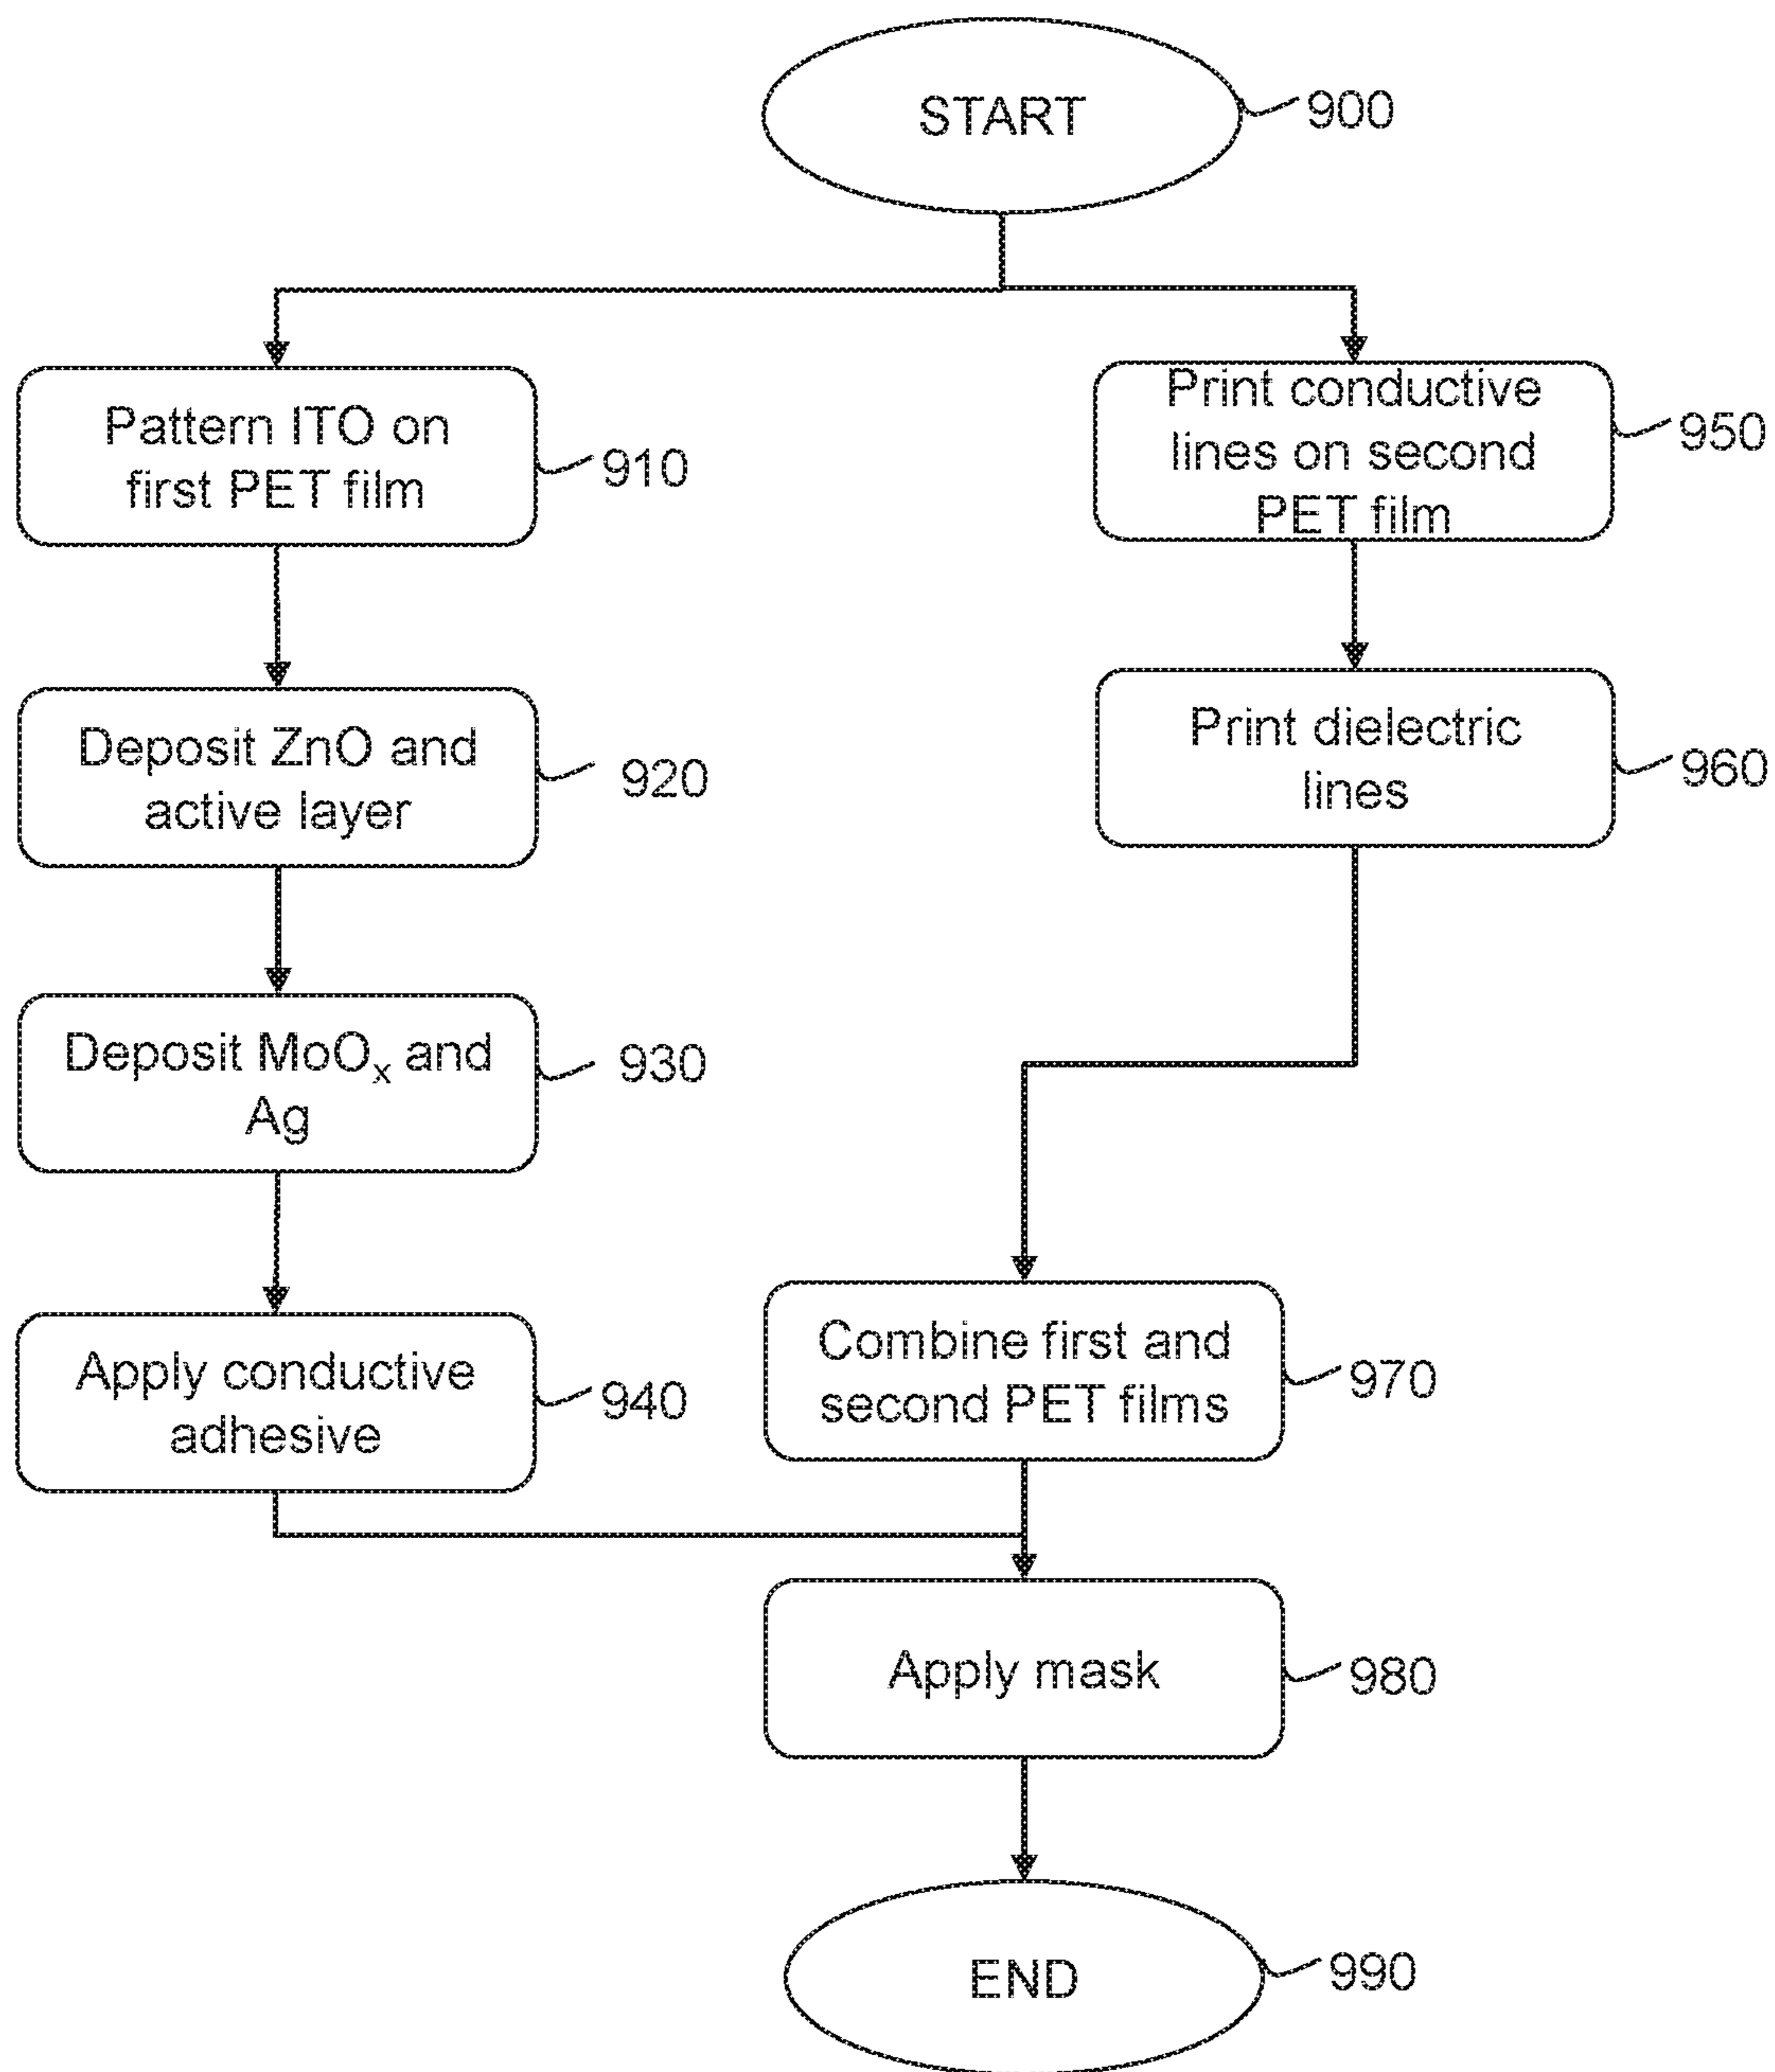 START
900
Pattern ITO on
first PET film
910
Print conductive
lines on second
PET film
950
Deposit ZnO and
active layer
920
Print dielectric
lines
960
Deposit MoOₓ and
Ag
930
Apply conductive
adhesive
940
Combine first and
second PET films
970
Apply mask
980
END
990